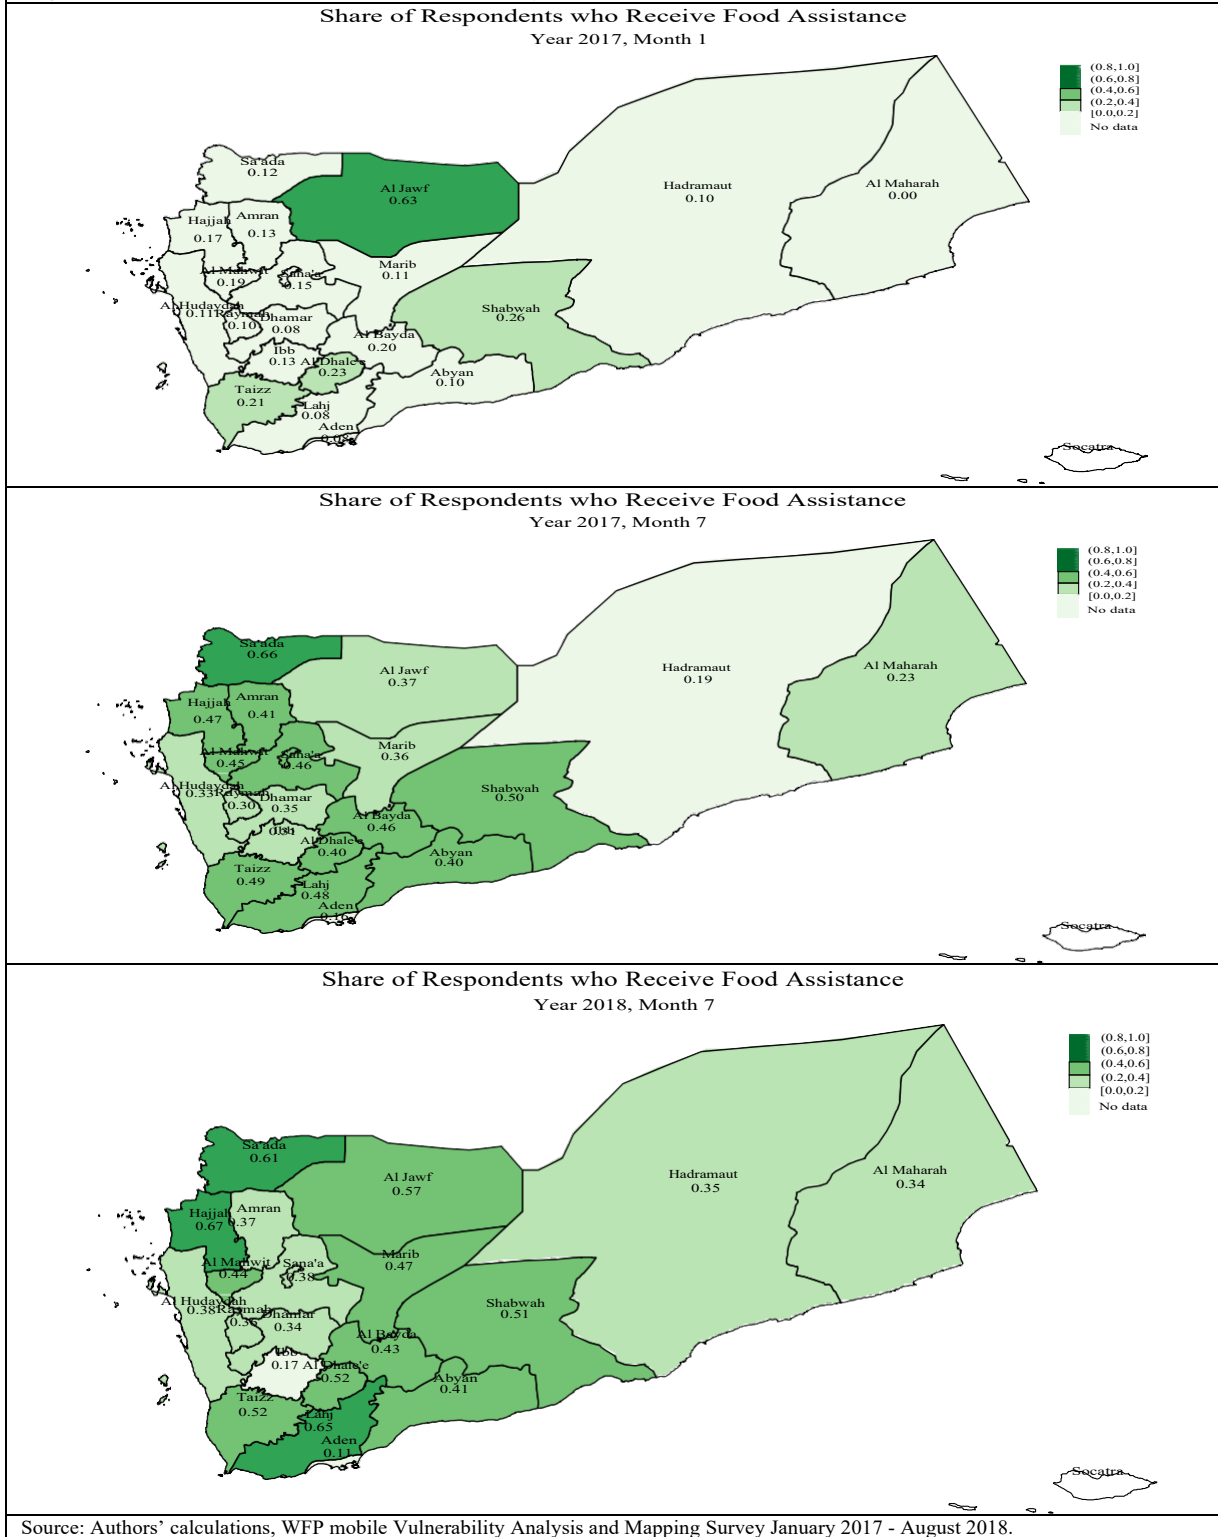 Share of Respondents who Receive Food Assistance
Year 2017, Month 1
(0.8,1.0]
(0.6,0.8]
(0.4,0.6]
(0.2,0.4]
[0.0,0.2]
No data
Sa'ada
0.12
Al Jawf
0.63
Hadramaut
0.10
Al Maharah
0.00
Hajjah
0.17
Amran
0.13
Marib
0.11
Al Mahwit
0.19
Sana'a
0.15
Al Hudaydah
0.11
Raymah
0.10
Dhamar
0.08
Shabwah
0.26
Al Bayda
0.20
Ibb
0.13
Al Dhale'e
0.23
Abyan
0.10
Taizz
0.21
Lahj
0.08
Aden
0.08
Socatra
Share of Respondents who Receive Food Assistance
Year 2017, Month 7
(0.8,1.0]
(0.6,0.8]
(0.4,0.6]
(0.2,0.4]
[0.0,0.2]
No data
Sa'ada
0.66
Al Jawf
0.37
Hadramaut
0.19
Al Maharah
0.23
Hajjah
0.47
Amran
0.41
Marib
0.36
Al Mahwit
0.45
Sana'a
0.46
Al Hudaydah
0.33
Raymah
0.30
Dhamar
0.35
Shabwah
0.50
Al Bayda
0.46
Ibb
0.31
Al Dhale'e
0.40
Abyan
0.40
Taizz
0.49
Lahj
0.48
Aden
0.16
Socatra
Share of Respondents who Receive Food Assistance
Year 2018, Month 7
(0.8,1.0]
(0.6,0.8]
(0.4,0.6]
(0.2,0.4]
[0.0,0.2]
No data
Sa'ada
0.61
Al Jawf
0.57
Hadramaut
0.35
Al Maharah
0.34
Hajjah
0.67
Amran
0.37
Marib
0.47
Al Mahwit
0.44
Sana'a
0.38
Al Hudaydah
0.38
Raymah
0.36
Dhamar
0.34
Shabwah
0.51
Al Bayda
0.43
Ibb
0.17
Al Dhale'e
0.52
Abyan
0.41
Taizz
0.52
Lahj
0.65
Aden
0.11
Socatra
Source: Authors' calculations, WFP mobile Vulnerability Analysis and Mapping Survey January 2017 - August 2018.